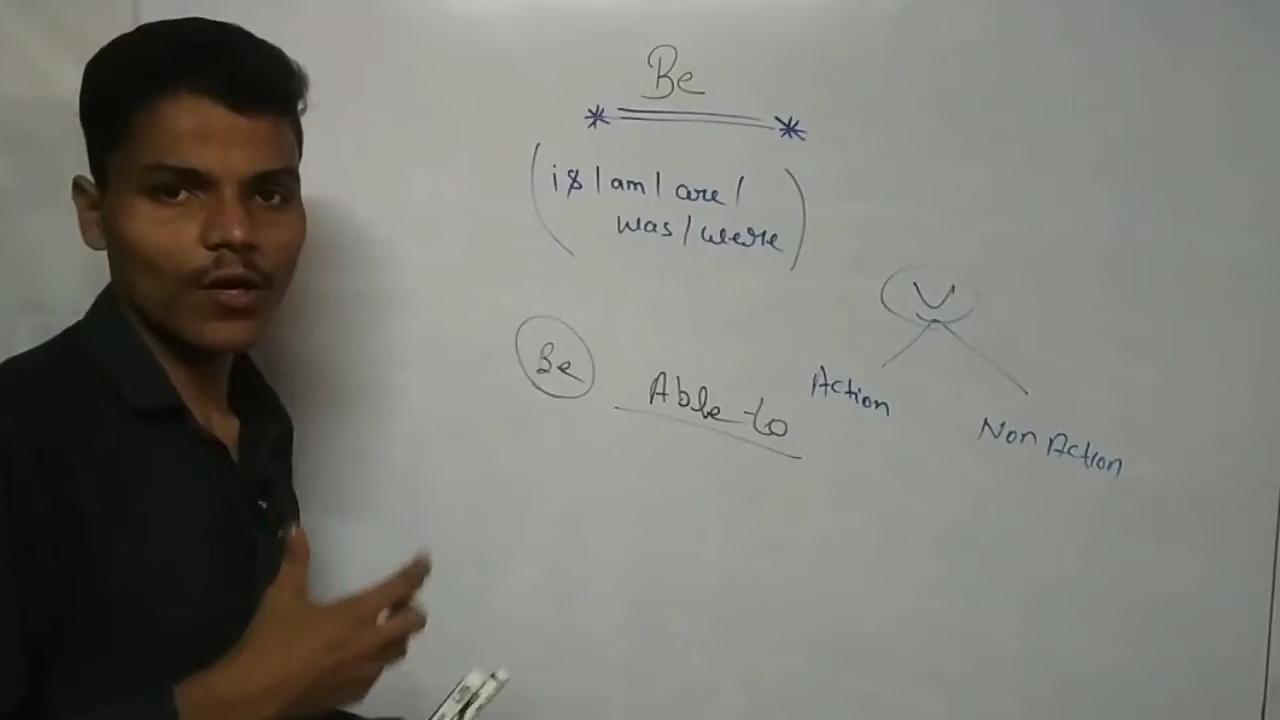 Be
(is/am/are/
was/were)
V
Be
Able to
Action
Non Action